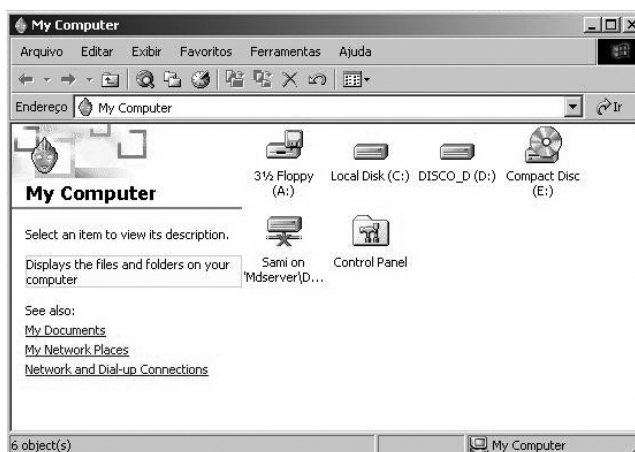 My Computer
Arquivo Editar Exibir Favoritos Ferramentas Ajuda
Endereço My Computer Ir
My Computer
Select an item to view its description.
Displays the files and folders on your
computer
See also:
My Documents
My Network Places
Network and Dial-up Connections
3½ Floppy
(A:)
Local Disk (C:)
DISCO_D (D:)
Compact Disc
(E:)
Sami on
'Mdserver\D...
Control Panel
6 object(s)
My Computer